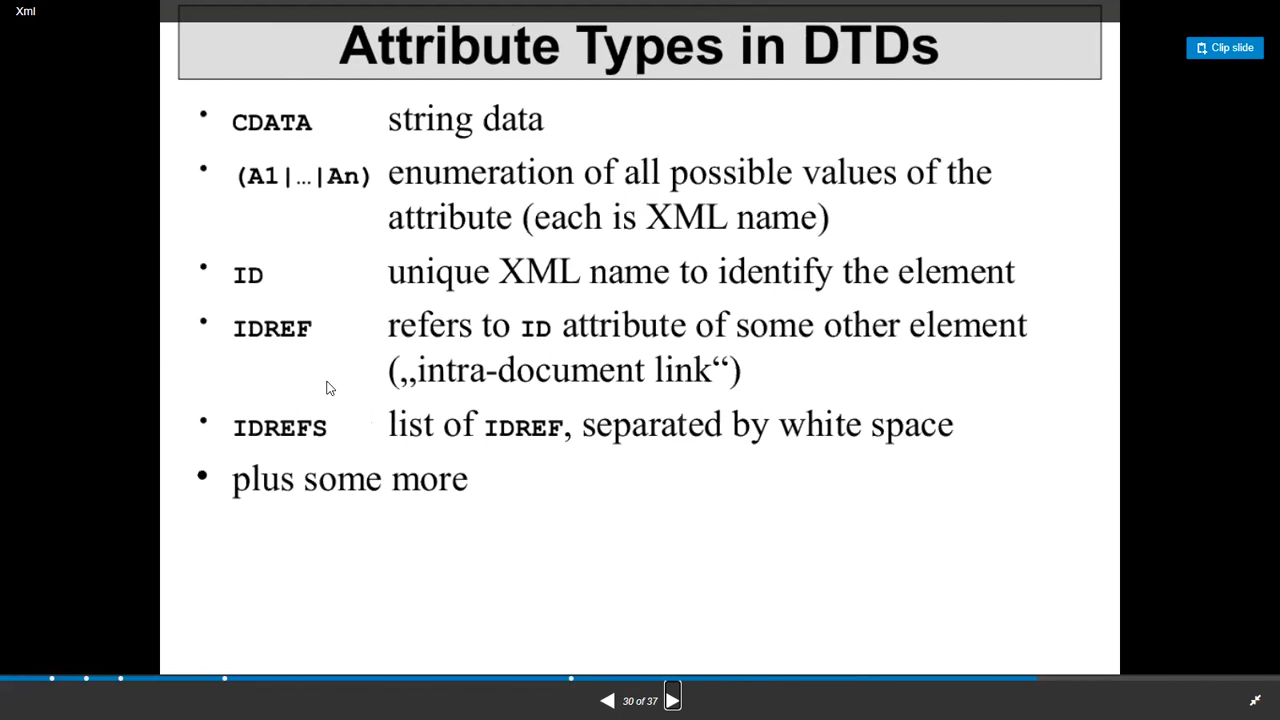 Xml
Attribute Types in DTDs
Clip slide
• CDATA string data
• (A1|…|An) enumeration of all possible values of the
attribute (each is XML name)
• ID unique XML name to identify the element
• IDREF refers to ID attribute of some other element
(„intra-document link“)
• IDREFS list of IDREF, separated by white space
• plus some more
30 of 37